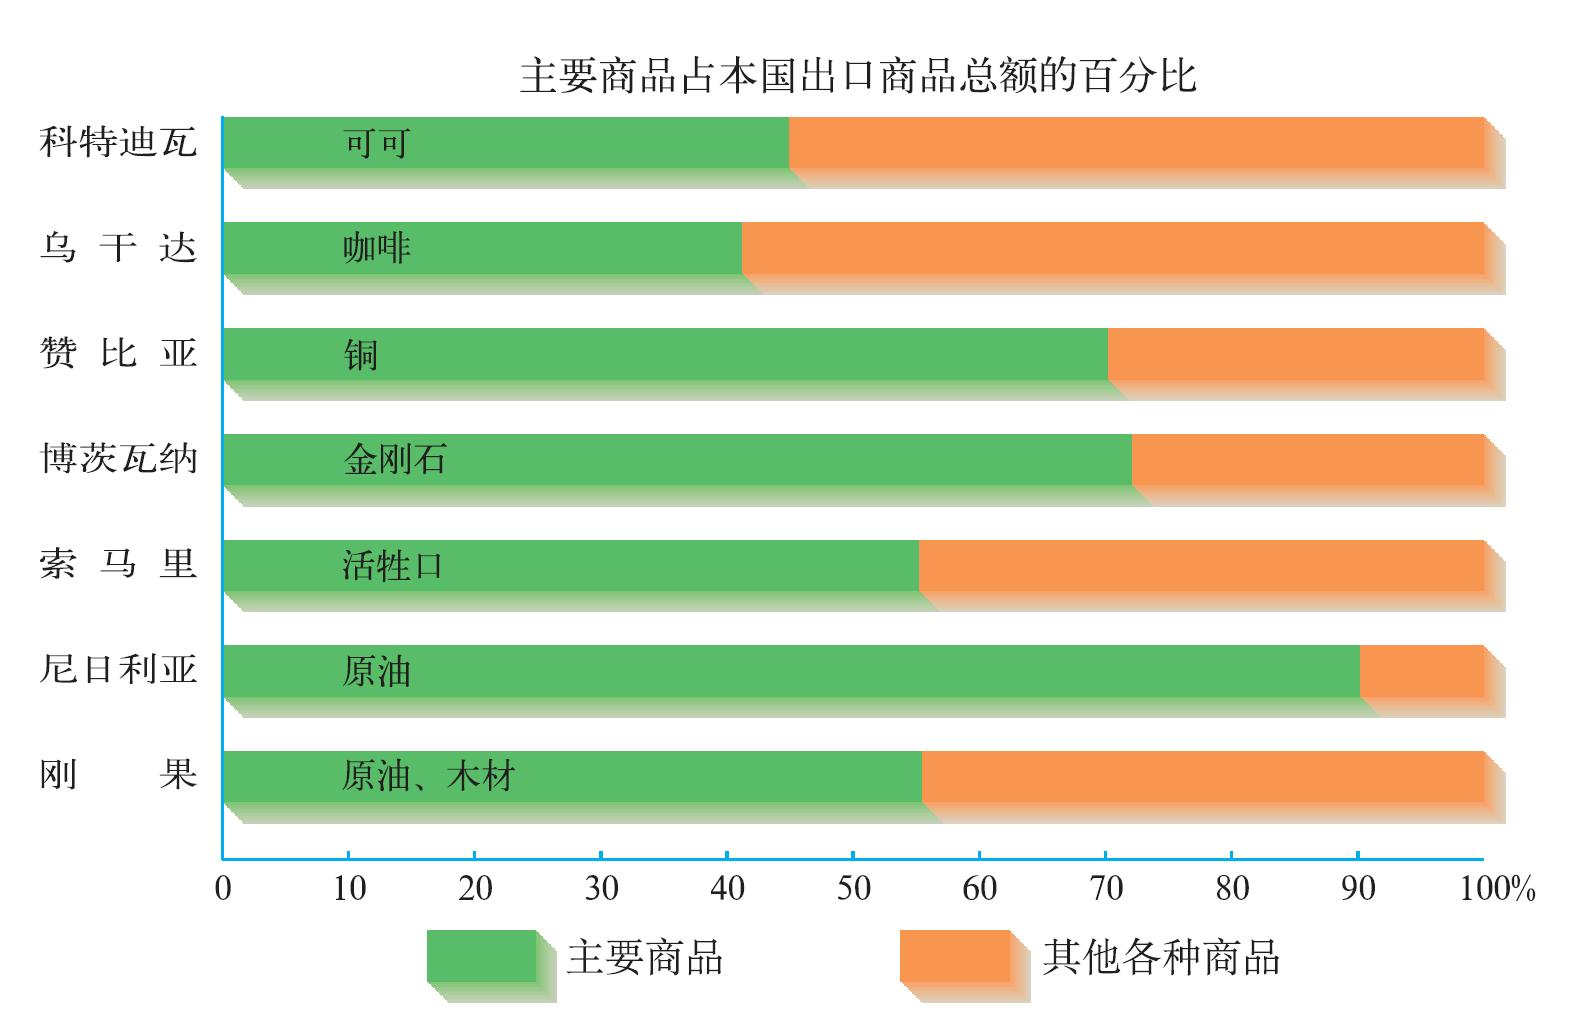 主要商品占本国出口商品总额的百分比
科特迪瓦 可可
乌干达 咖啡
赞比亚 铜
博茨瓦纳 金刚石
索马里 活牲口
尼日利亚 原油
刚果 原油、木材
0 10 20 30 40 50 60 70 80 90 100%
主要商品 其他各种商品